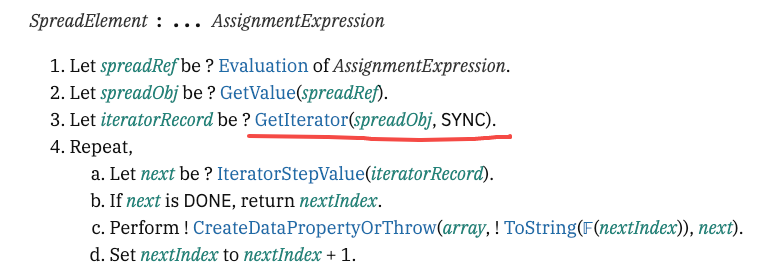 SpreadElement : ... AssignmentExpression
1. Let spreadRef be ? Evaluation of AssignmentExpression.
2. Let spreadObj be ? GetValue(spreadRef).
3. Let iteratorRecord be ? GetIterator(spreadObj, SYNC).
4. Repeat,
a. Let next be ? IteratorStepValue(iteratorRecord).
b. If next is DONE, return nextIndex.
c. Perform ! CreateDataPropertyOrThrow(array, ! ToString(𝔽(nextIndex)), next).
d. Set nextIndex to nextIndex + 1.